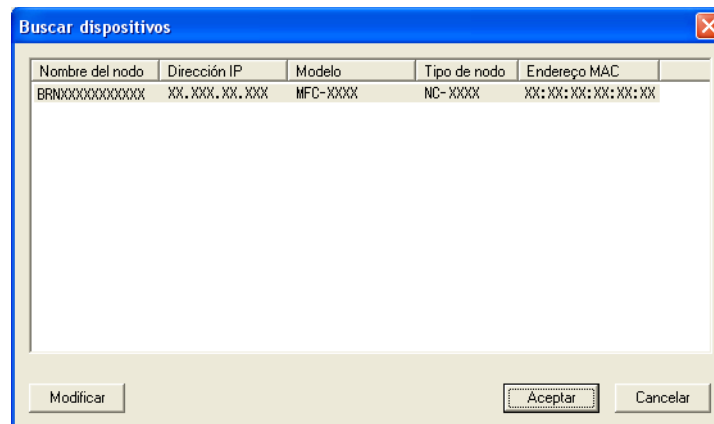 Buscar dispositivos
Nombre del nodo Dirección IP Modelo Tipo de nodo Endereço MAC
BRNXXXXXXXXXXXX XX.XXX.XX.XXX MFC-XXXX NC-XXXX XX:XX:XX:XX:XX:XX
Modificar Aceptar Cancelar